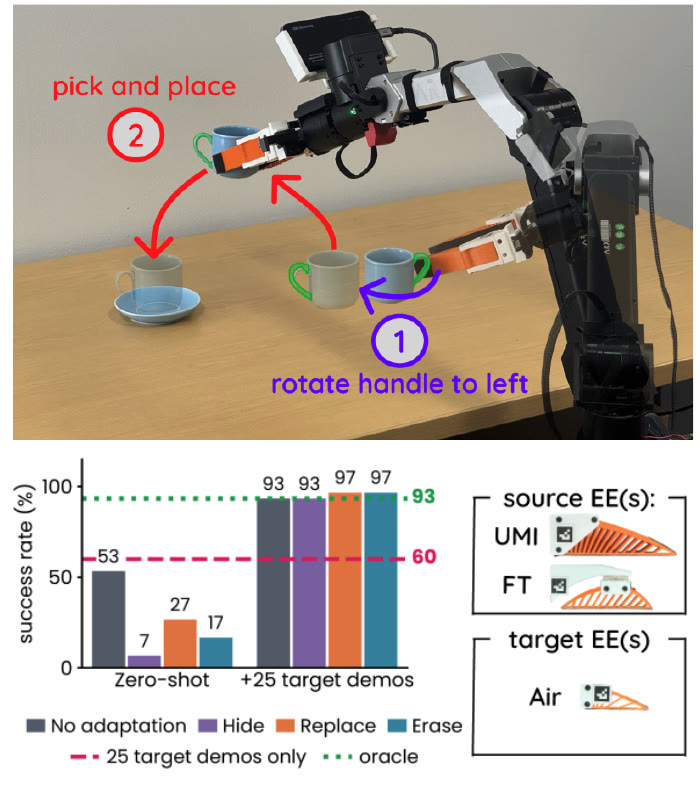 pick and place
2
1
rotate handle to left
success rate (%)
100
50
0
53
7
27
17
93
93
97
97
93
60
Zero-shot
+25 target demos
No adaptation
Hide
Replace
Erase
25 target demos only
oracle
source EE(s):
UMI
FT
target EE(s)
Air